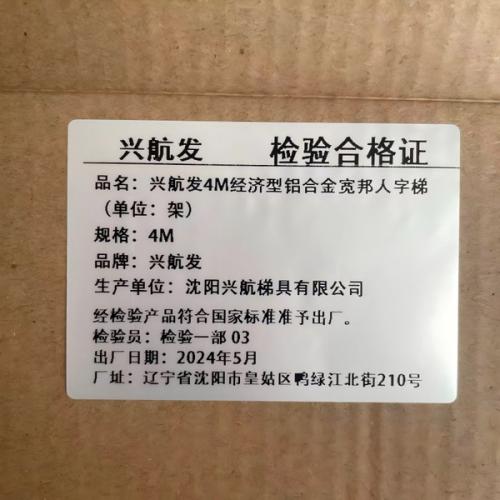 兴航发 检验合格证
品名：兴航发4M经济型铝合金宽邦人字梯
（单位：架）
规格：4M
品牌：兴航发
生产单位：沈阳兴航梯具有限公司
经检验产品符合国家标准准予出厂。
检验员：检验一部 03
出厂日期：2024年5月
厂址：辽宁省沈阳市皇姑区鸭绿江北街210号